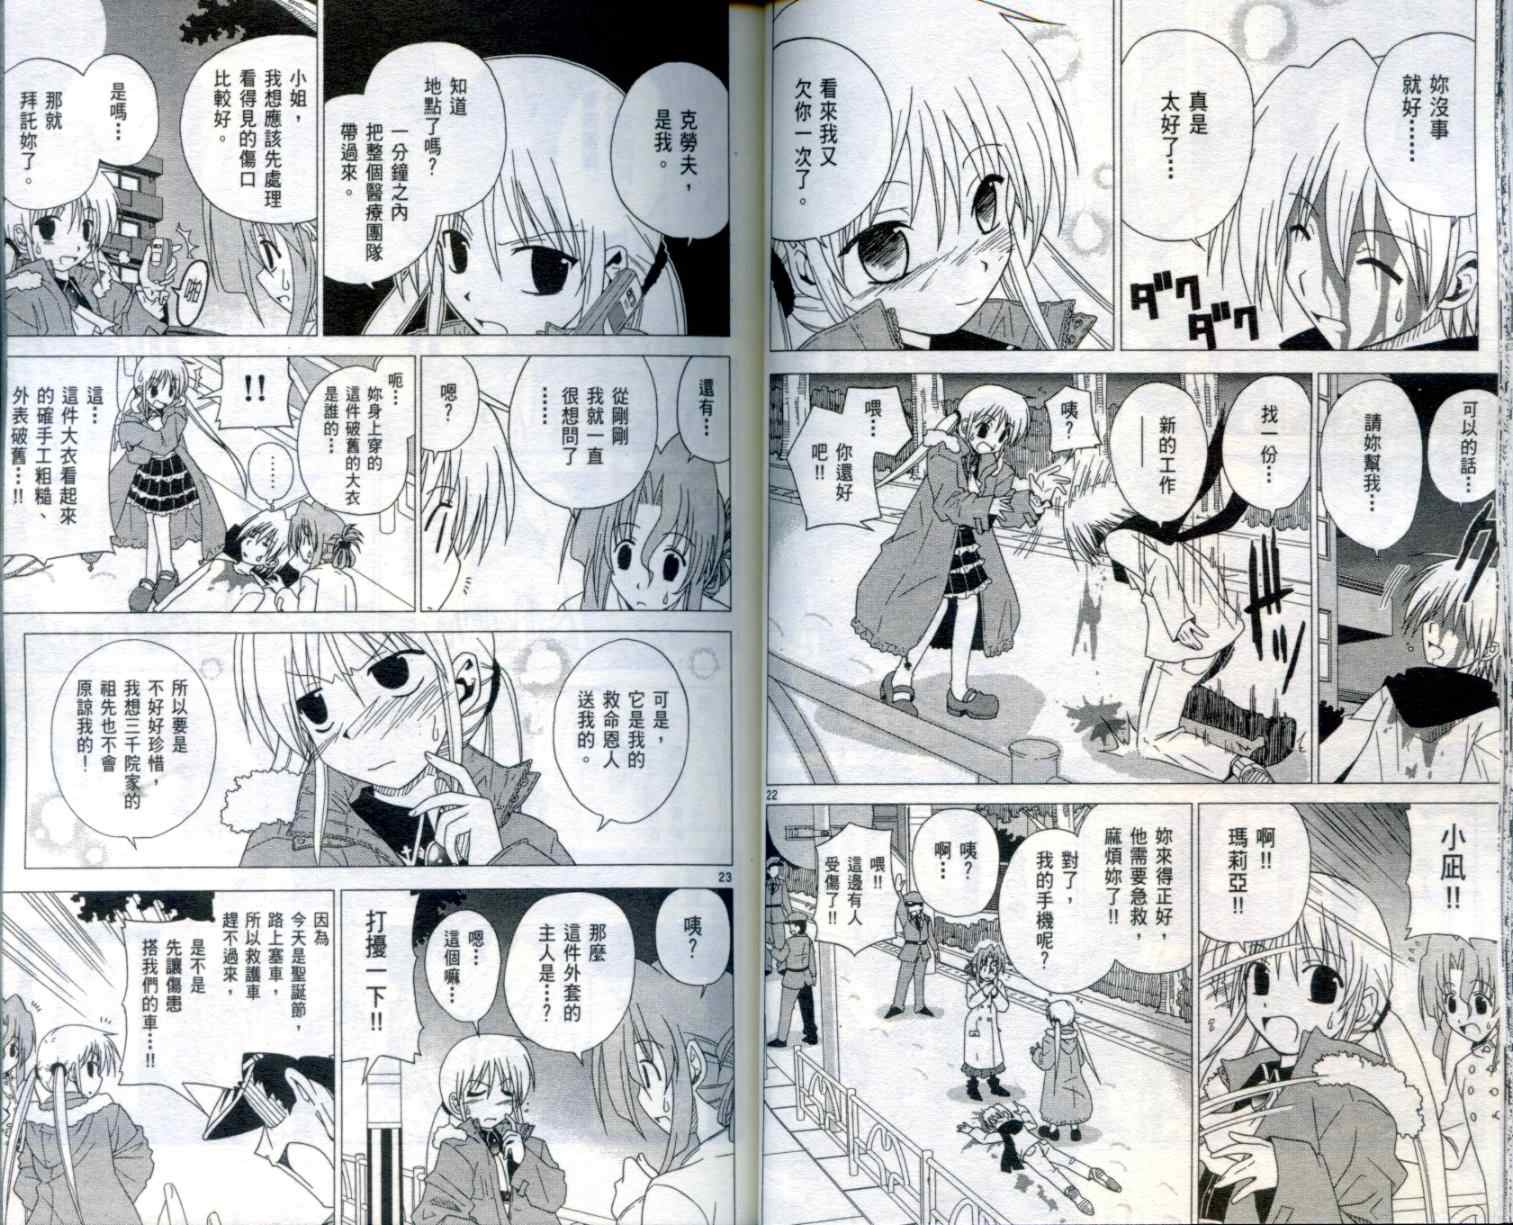 妳沒事
就好……
真是
太好了…
ダクダク
看來我又
欠你一次了。
可以的話…
請妳幫我…
找一份…
新的工作
——
咦?
喂…
你還好
吧!!
小凪!!
啊!!
瑪莉亞!!
妳來得正好,
他需要急救,
麻煩妳了!!
對了,
我的手機呢?
咦?
啊…
喂!!
這邊有人
受傷了!!
22
克勞夫,
是我。
知道
地點了嗎?
一分鐘之內
把整個醫療團隊
帶過來。
小姐,
我想應該先處理
看得見的傷口
比較好。
是嗎…
那就
拜託妳了。
啪
還有…
從剛剛
我就一直
很想問了
……
嗯?
呃…
妳身上穿的
這件破舊的大衣
是誰的…
……
!!
這…
這件大衣看起來
的確手工粗糙、
外表破舊…!!
可是,
它是我的
救命恩人
送我的。
所以要是
不好好珍惜,
我想三千院家的
祖先也不會
原諒我的!
23
咦?
那麼
這件外套的
主人是…?
嗯…
這個嘛…
打擾一下!!
因為
今天是聖誕節,
路上塞車,
所以救護車
趕不過來,
是不是
先讓傷患
搭我們的車…!!